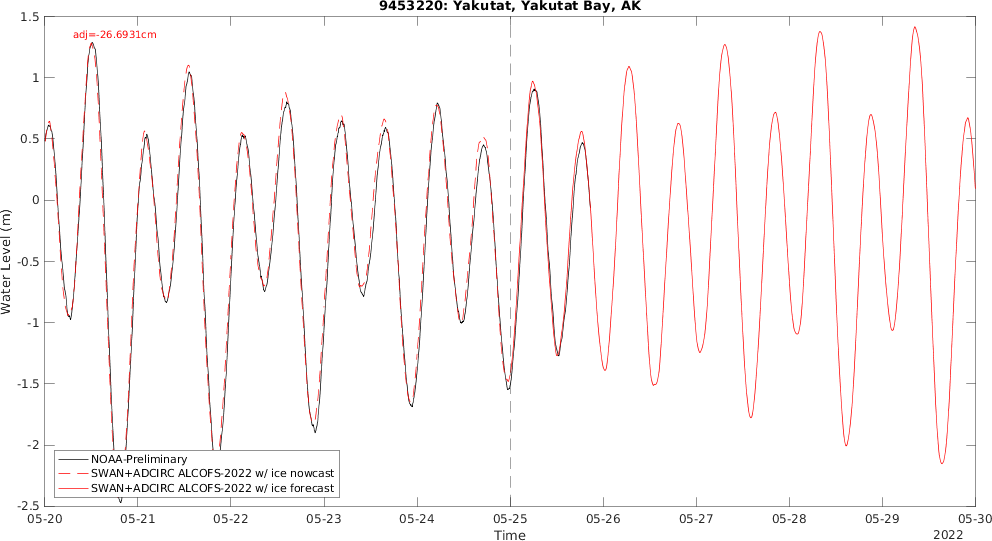 9453220: Yakutat, Yakutat Bay, AK
adj=-26.6931cm
1.5
1
0.5
0
-0.5
-1
-1.5
-2
-2.5
Water Level (m)
NOAA-Preliminary
SWAN+ADCIRC ALCOFS-2022 w/ ice nowcast
SWAN+ADCIRC ALCOFS-2022 w/ ice forecast
05-20 05-21 05-22 05-23 05-24 05-25 05-26 05-27 05-28 05-29 05-30
Time
2022